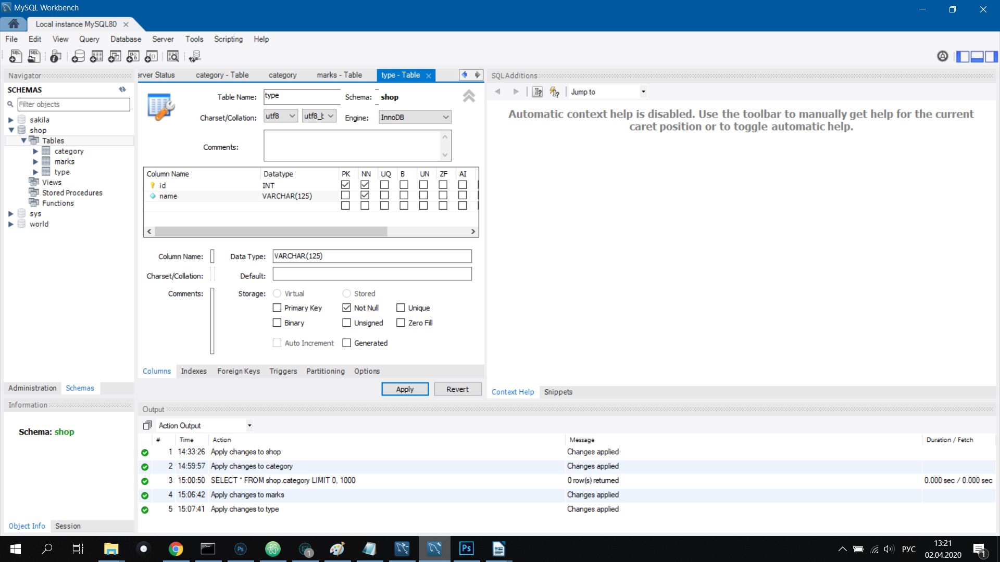 MySQL Workbench
Local instance MySQL80
File Edit View Query Database Server Tools Scripting Help
Navigator
SCHEMAS
Filter objects
sakila
shop
Tables
category
marks
type
Views
Stored Procedures
Functions
sys
world
Administration Schemas
Information
Schema: shop
Object Info Session
erver Status category - Table category marks - Table type - Table
Table Name: type Schema: shop
Charset/Collation: utf8 utf8_b Engine: InnoDB
Comments:
Column Name Datatype PK NN UQ B UN ZF AI
id INT
name VARCHAR(125)
Column Name: Data Type: VARCHAR(125)
Charset/Collation: Default:
Comments: Storage: Virtual Stored
Primary Key Not Null Unique
Binary Unsigned Zero Fill
Auto Increment Generated
Columns Indexes Foreign Keys Triggers Partitioning Options
Apply Revert
SQLAdditions
Jump to
Automatic context help is disabled. Use the toolbar to manually get help for the current
caret position or to toggle automatic help.
Context Help Snippets
Output
Action Output
# Time Action Message Duration / Fetch
1 14:33:26 Apply changes to shop Changes applied
2 14:59:57 Apply changes to category Changes applied
3 15:00:50 SELECT * FROM shop.category LIMIT 0, 1000 0 row(s) returned 0.000 sec / 0.000 sec
4 15:06:42 Apply changes to marks Changes applied
5 15:07:41 Apply changes to type Changes applied
РУС
13:21
02.04.2020